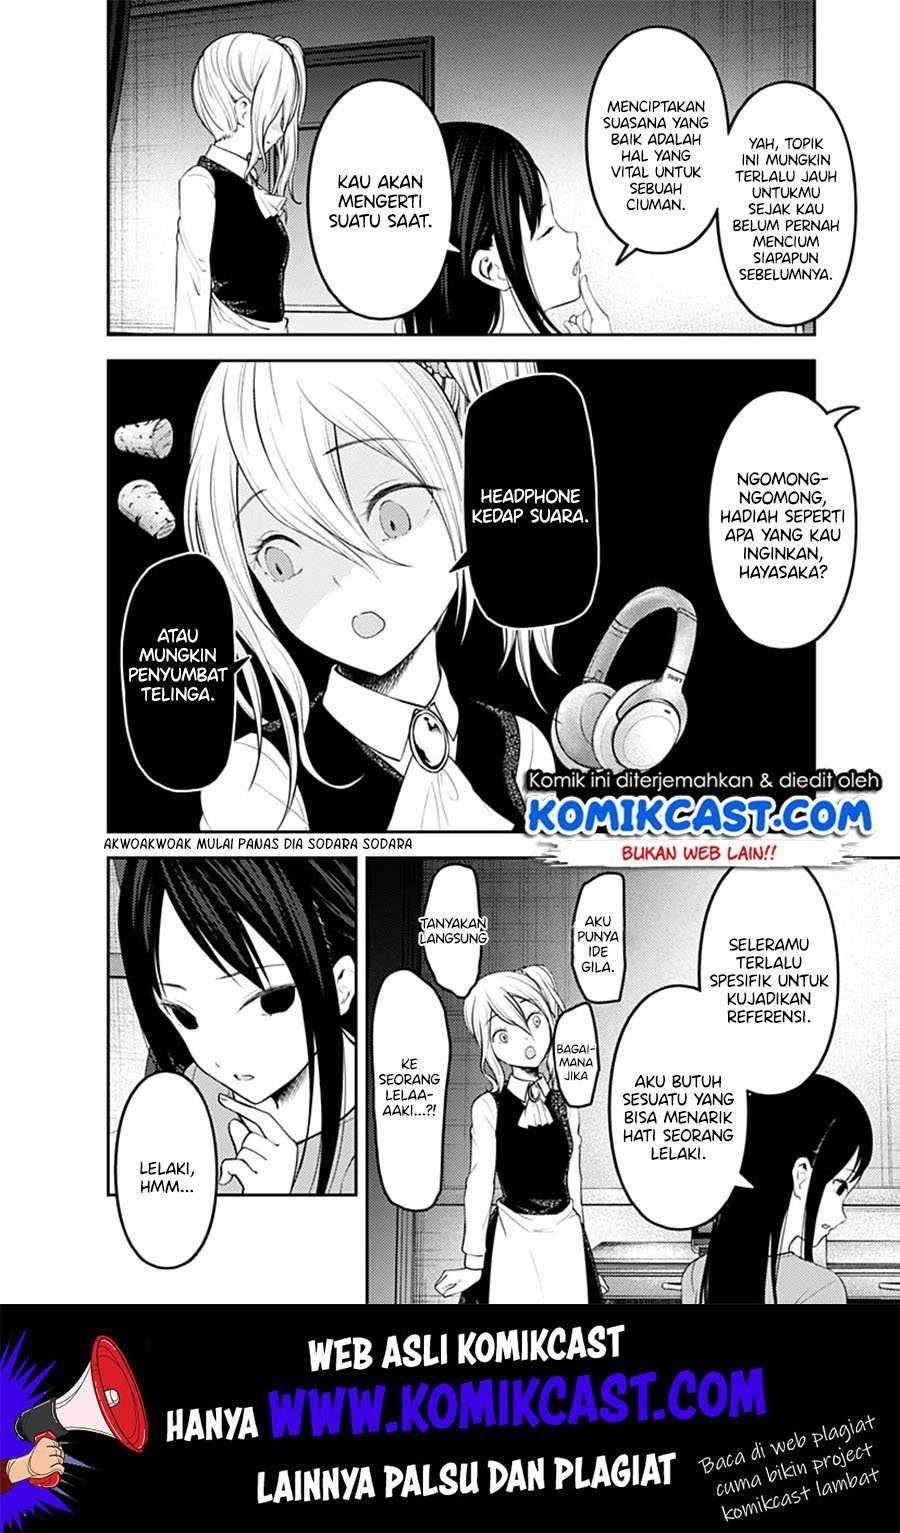 YAH, TOPIK
INI MUNGKIN
TERLALU JAUH
UNTUKMU
SEJAK KAU
BELUM PERNAH
MENCIUM
SIAPAPUN
SEBELUMNYA.
MENCIPTAKAN
SUASANA YANG
BAIK ADALAH
HAL YANG
VITAL UNTUK
SEBUAH
CIUMAN.
KAU AKAN
MENGERTI
SUATU SAAT.
NGOMONG-
NGOMONG,
HADIAH SEPERTI
APA YANG KAU
INGINKAN,
HAYASAKA?
HEADPHONE
KEDAP SUARA.
ATAU
MUNGKIN
PENYUMBAT
TELINGA.
Komik ini diterjemahkan & diedit oleh
KOMIKCAST.COM
BUKAN WEB LAIN!!
AKWOAKWOAK MULAI PANAS DIA SODARA SODARA
SELERAMU
TERLALU
SPESIFIK UNTUK
KUJADIKAN
REFERENSI.
AKU BUTUH
SESUATU YANG
BISA MENARIK
HATI SEORANG
LELAKI.
AKU
PUNYA
IDE
GILA.
BAGAI-
MANA
JIKA
TANYAKAN
LANGSUNG
KE
SEORANG
LELAA-
AAKI...?!
LELAKI,
HMM...
WEB ASLI KOMIKCAST
HANYA WWW.KOMIKCAST.COM
LAINNYA PALSU DAN PLAGIAT
Baca di web plagiat
cuma bikin project
komikcast lambat